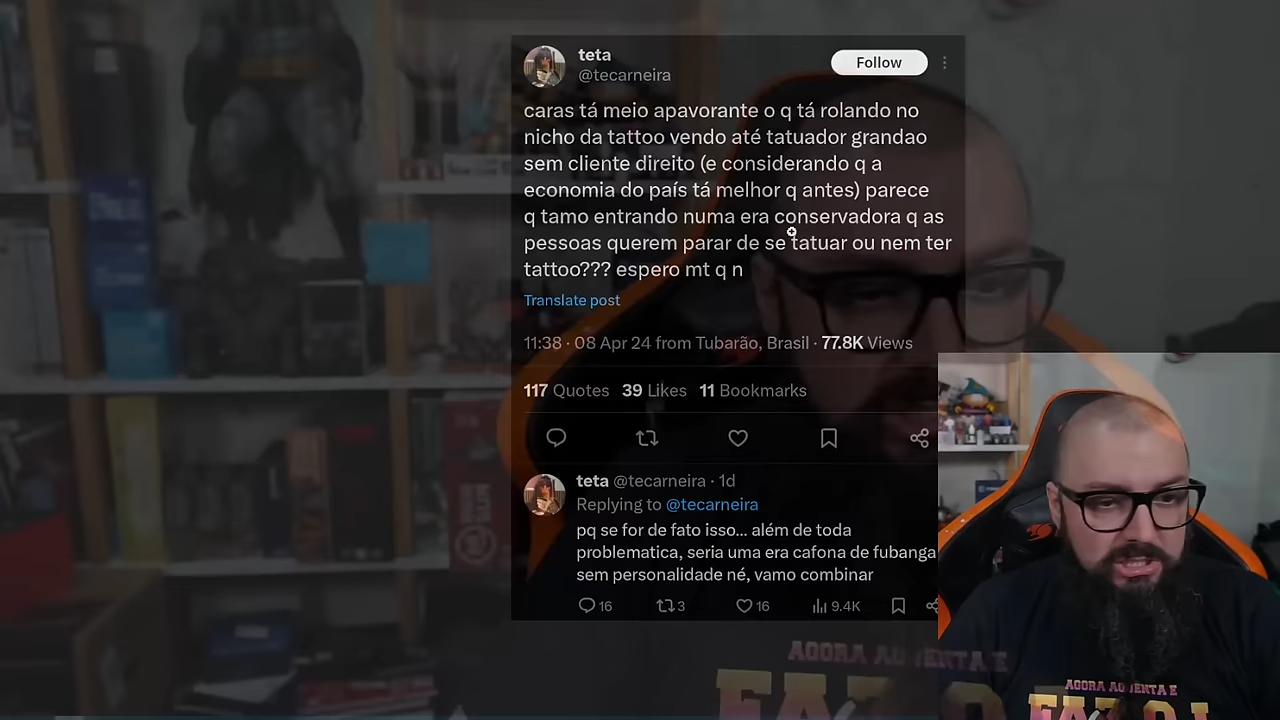 teta
@tecarneira
Follow
caras tá meio apavorante o q tá rolando no
nicho da tattoo vendo até tatuador grandao
sem cliente direito (e considerando q a
economia do país tá melhor q antes) parece
q tamo entrando numa era conservadora q as
pessoas querem parar de se tatuar ou nem ter
tattoo??? espero mt q n
Translate post
11:38 · 08 Apr 24 from Tubarão, Brasil · 77.8K Views
117 Quotes 39 Likes 11 Bookmarks
teta @tecarneira · 1d
Replying to @tecarneira
pq se for de fato isso... além de toda
problematica, seria uma era cafona de fubanga
sem personalidade né, vamo combinar
16 3 16 9.4K
AGORA AGUENTA E
AGORA AGUENTA E